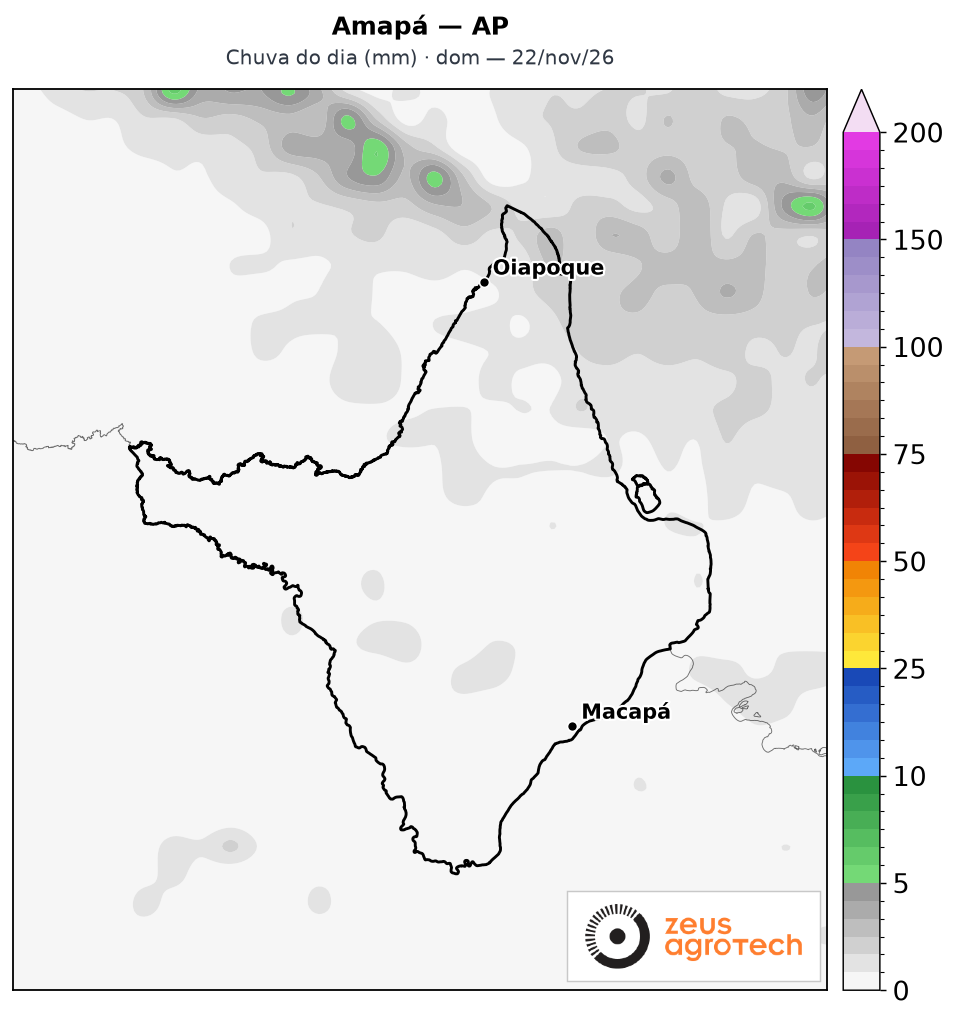 Amapá — AP
Chuva do dia (mm) · dom — 22/nov/26
200
150
100
75
50
25
10
5
0
Oiapoque
Macapá
zeus
agrotech